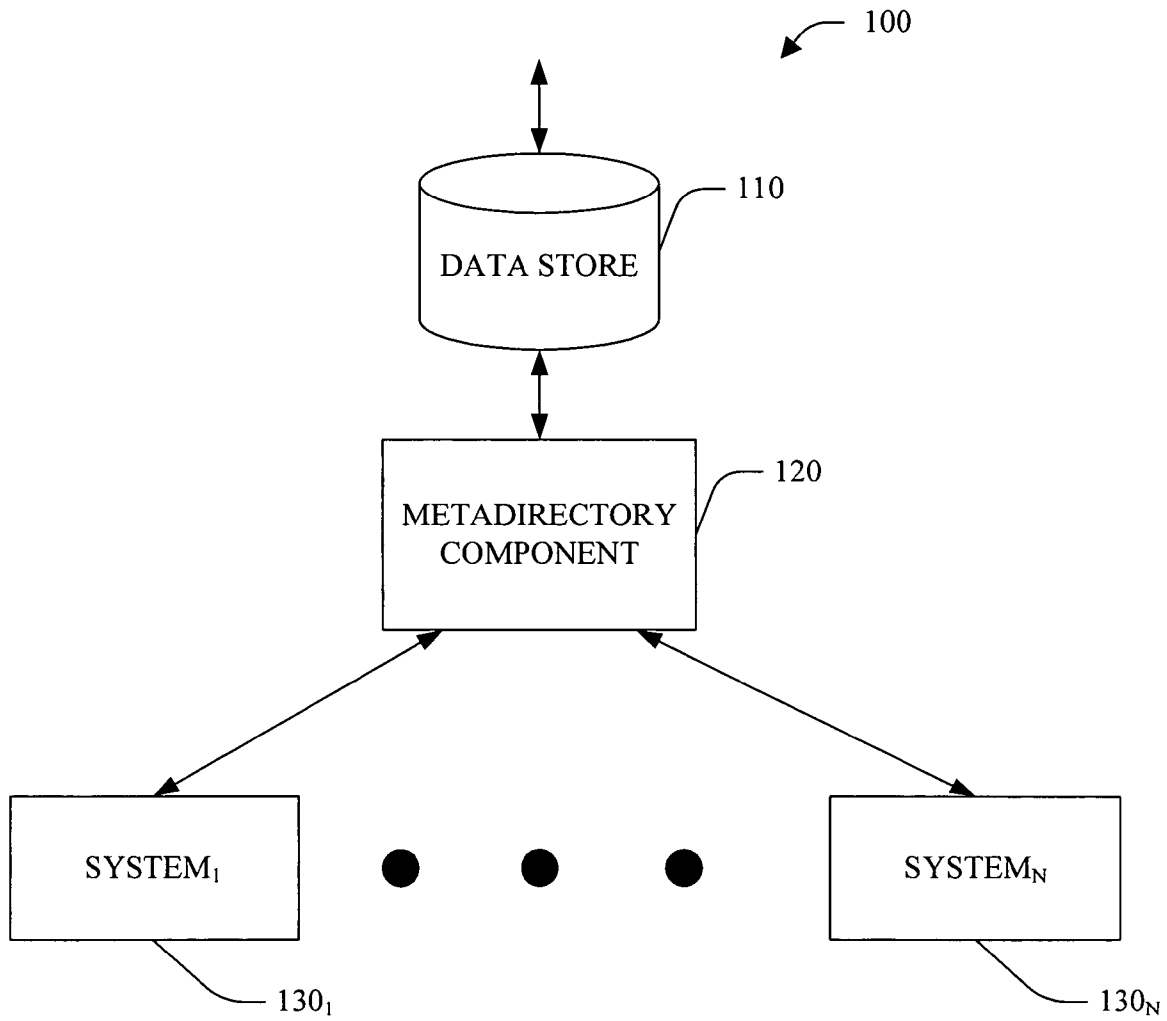 100
110
DATA STORE
120
METADIRECTORY
COMPONENT
SYSTEM₁
SYSTEMN
130₁
130N